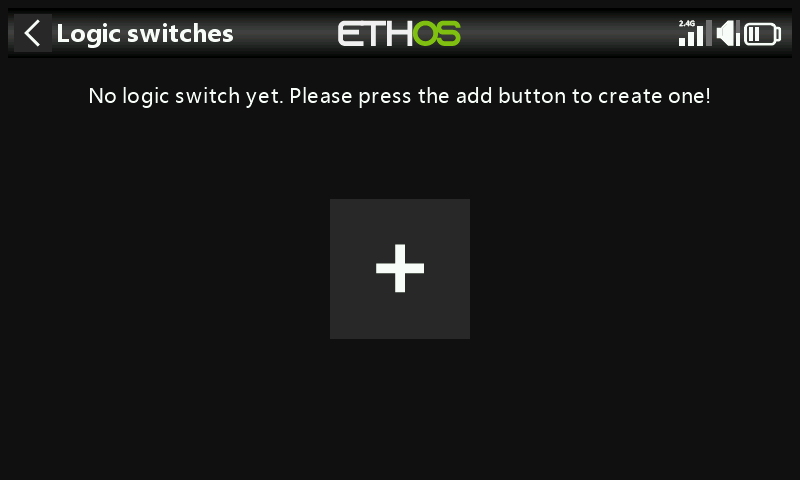 Logic switches
ETHOS
2.4G
No logic switch yet. Please press the add button to create one!